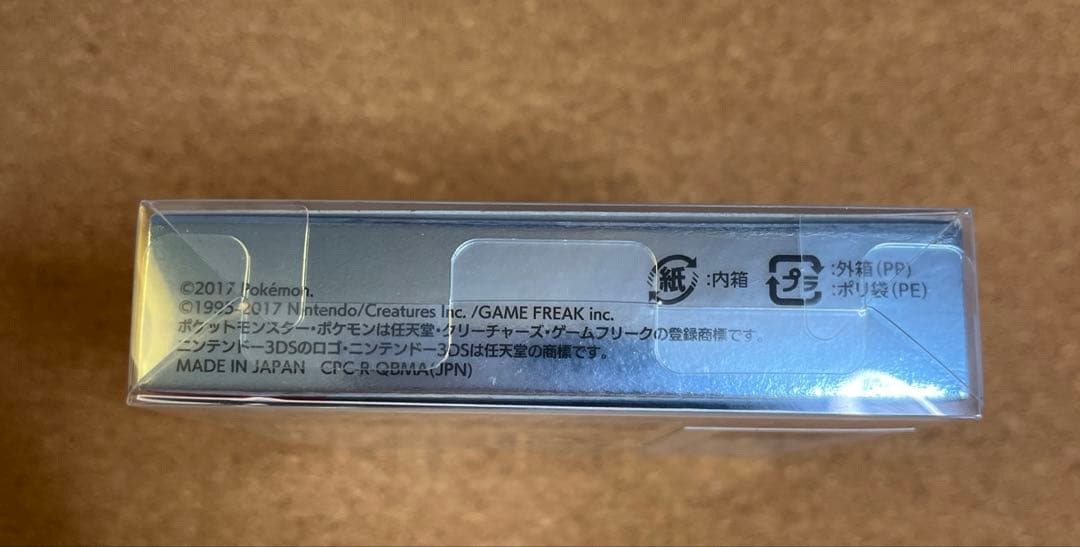 ©2017 Pokémon.
©1995-2017 Nintendo/Creatures Inc. /GAME FREAK inc.
ポケットモンスター・ポケモンは任天堂・クリーチャーズ・ゲームフリークの登録商標です。
ニンテンドー3DSのロゴ・ニンテンドー3DSは任天堂の商標です。
MADE IN JAPAN CPC-R-QBMA(JPN)
紙 :内箱
プラ :外箱(PP)
:ポリ袋(PE)